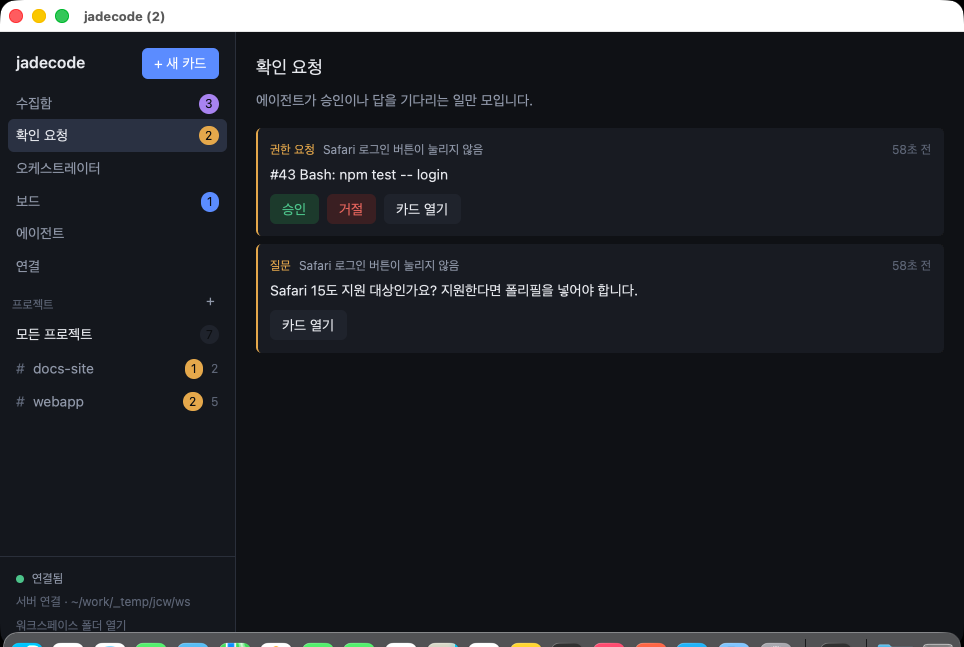 jadecode (2)
jadecode
+ 새 카드
수집함 3
확인 요청 2
오케스트레이터
보드 1
에이전트
연결
프로젝트 +
모든 프로젝트 7
# docs-site 1 2
# webapp 2 5
연결됨
서버 연결 · ~/work/_temp/jcw/ws
워크스페이스 폴더 열기
확인 요청
에이전트가 승인이나 답을 기다리는 일만 모입니다.
권한 요청 Safari 로그인 버튼이 눌리지 않음 58초 전
#43 Bash: npm test -- login
승인 거절 카드 열기
질문 Safari 로그인 버튼이 눌리지 않음 58초 전
Safari 15도 지원 대상인가요? 지원한다면 폴리필을 넣어야 합니다.
카드 열기